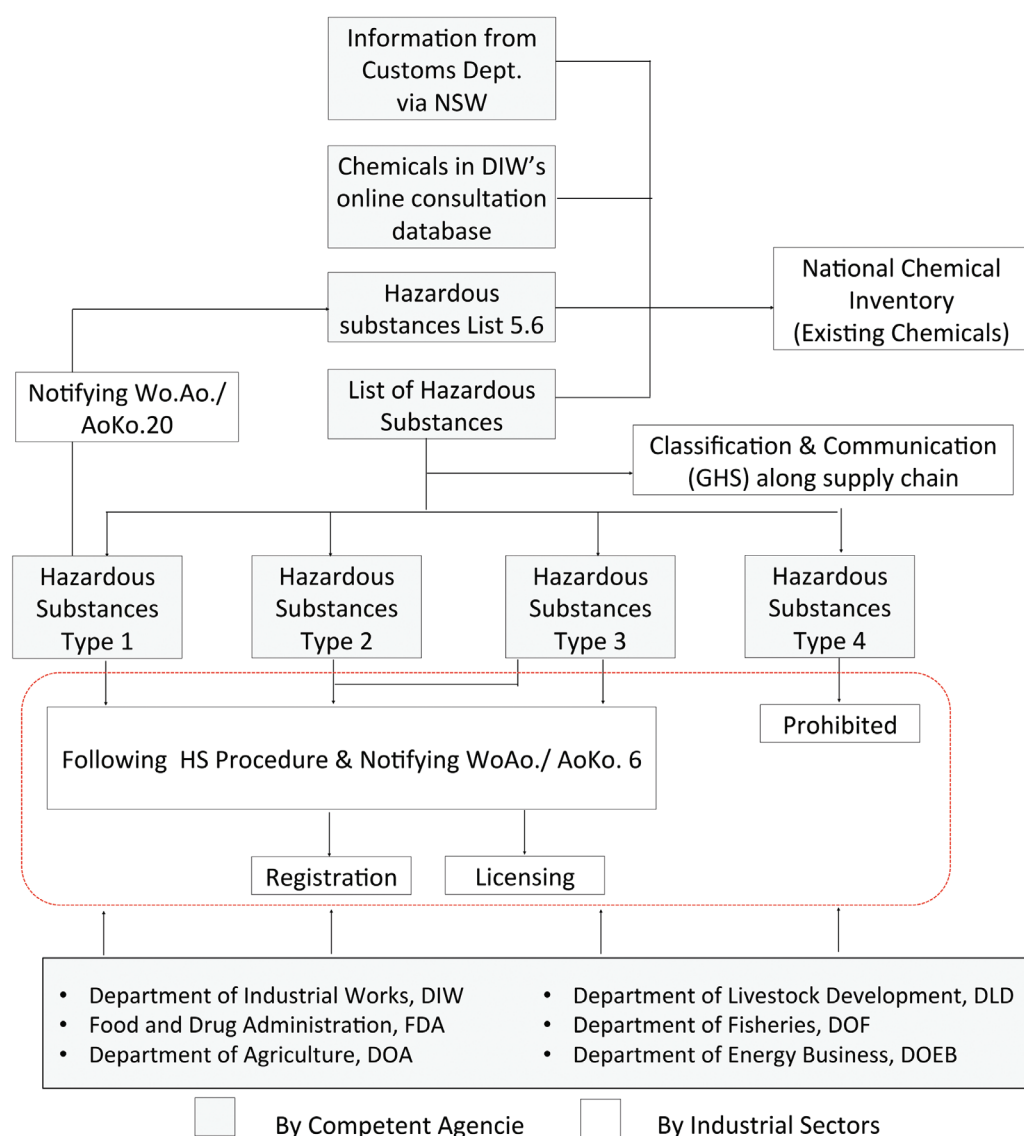 Information from
Customs Dept.
via NSW
Chemicals in DIW’s
online consultation
database
National Chemical
Inventory
(Existing Chemicals)
Hazardous
substances List 5.6
Notifying Wo.Ao./
AoKo.20
List of Hazardous
Substances
Classification & Communication
(GHS) along supply chain
Hazardous
Substances
Type 1
Hazardous
Substances
Type 2
Hazardous
Substances
Type 3
Hazardous
Substances
Type 4
Following HS Procedure & Notifying WoAo./ AoKo. 6
Prohibited
Registration
Licensing
• Department of Industrial Works, DIW
• Food and Drug Administration, FDA
• Department of Agriculture, DOA
• Department of Livestock Development, DLD
• Department of Fisheries, DOF
• Department of Energy Business, DOEB
By Competent Agencie
By Industrial Sectors